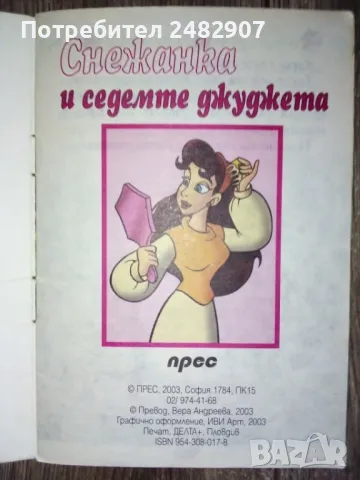 Потребител 2482907
Снежанка
и седемте джуджета
прес
© ПРЕС, 2003, София 1784, ПК15
02/ 974-41-68
© Превод, Вера Андреева, 2003
Графично оформление, ИВИ Арт, 2003
Печат, ДЕЛТА+, Пловдив
ISBN 954-308-017-8
BAZAR
bg